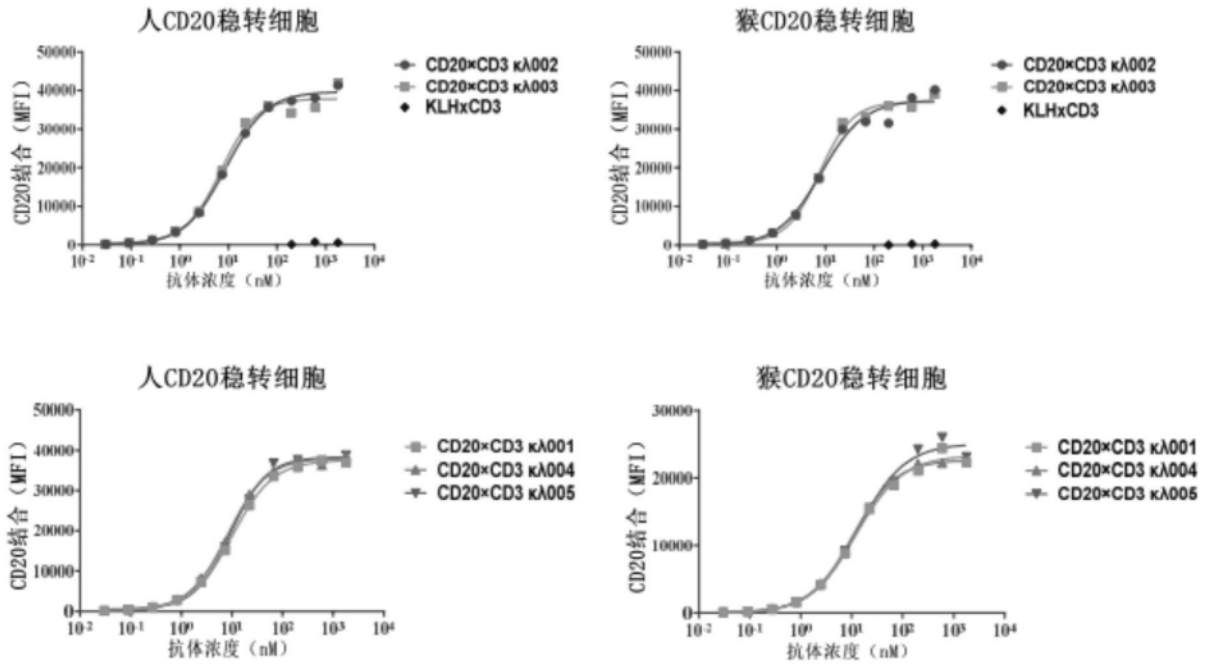 人CD20稳转细胞
50000
40000
30000
20000
10000
0
CD20结合（MFI）
10-2 10-1 100 101 102 103 104
抗体浓度（nM）
CD20×CD3 κλ002
CD20×CD3 κλ003
KLHxCD3
猴CD20稳转细胞
50000
40000
30000
20000
10000
0
CD20结合（MFI）
10-2 10-1 100 101 102 103 104
抗体浓度（nM）
CD20×CD3 κλ002
CD20×CD3 κλ003
KLHxCD3
人CD20稳转细胞
50000
40000
30000
20000
10000
0
CD20结合（MFI）
10-2 10-1 100 101 102 103 104
抗体浓度（nM）
CD20×CD3 κλ001
CD20×CD3 κλ004
CD20×CD3 κλ005
猴CD20稳转细胞
30000
20000
10000
0
CD20结合（MFI）
10-2 10-1 100 101 102 103 104
抗体浓度（nM）
CD20×CD3 κλ001
CD20×CD3 κλ004
CD20×CD3 κλ005